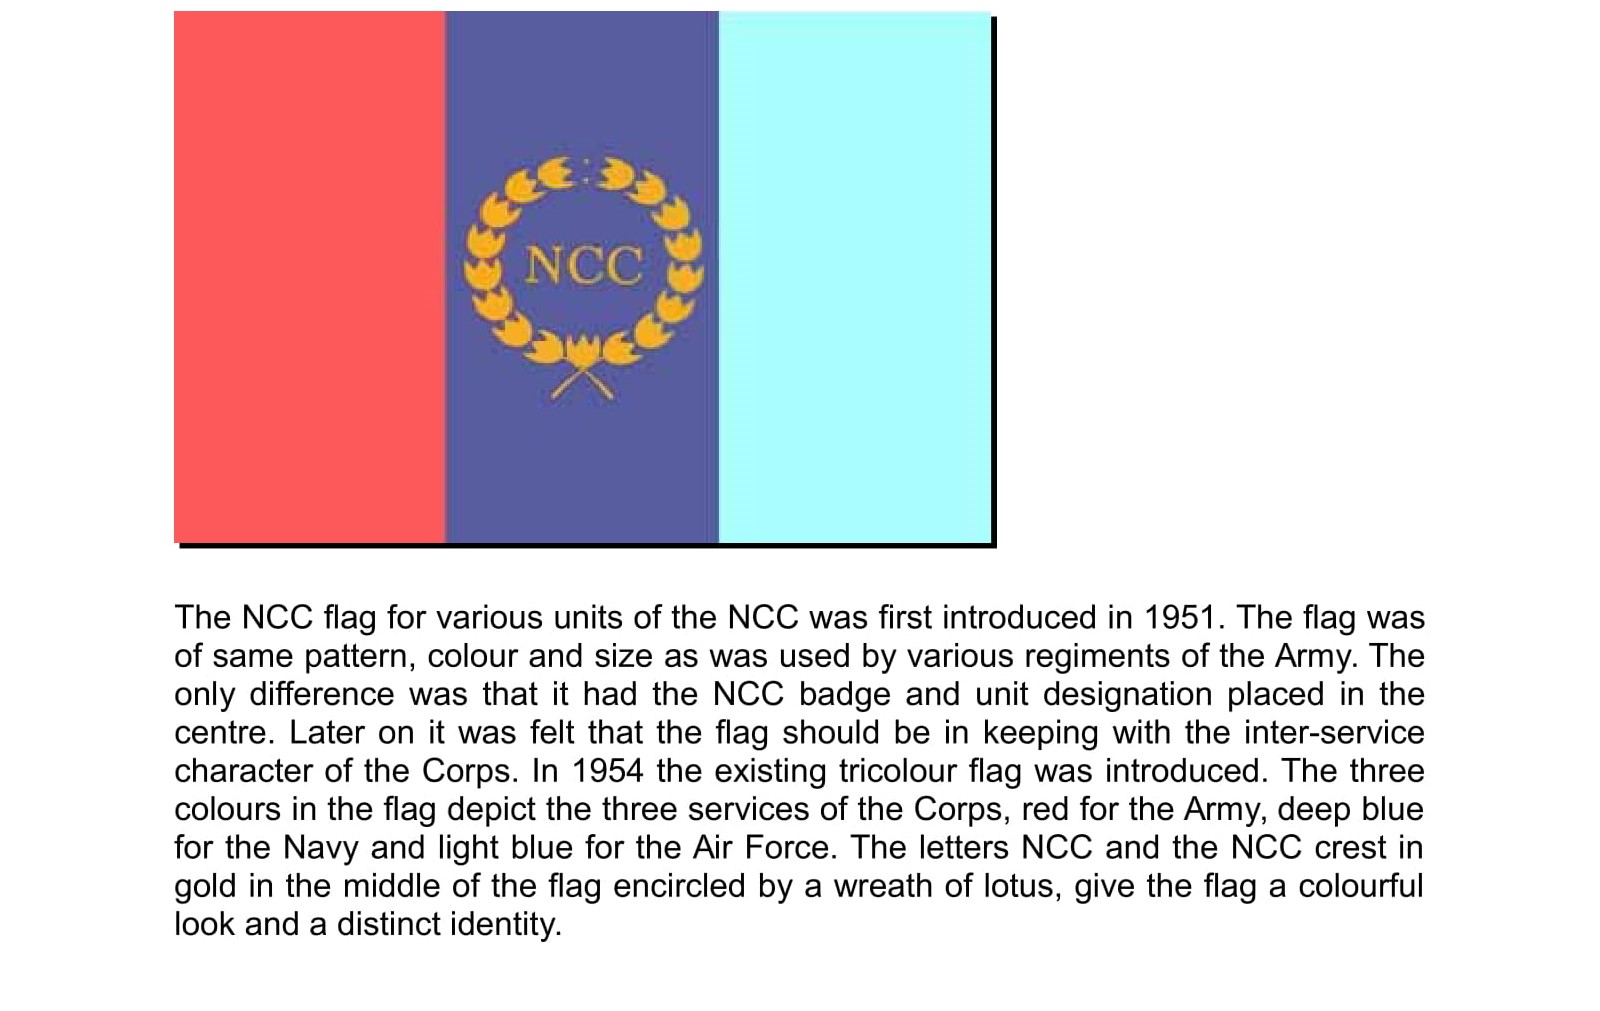 NCC
The NCC flag for various units of the NCC was first introduced in 1951. The flag was
of same pattern, colour and size as was used by various regiments of the Army. The
only difference was that it had the NCC badge and unit designation placed in the
centre. Later on it was felt that the flag should be in keeping with the inter-service
character of the Corps. In 1954 the existing tricolour flag was introduced. The three
colours in the flag depict the three services of the Corps, red for the Army, deep blue
for the Navy and light blue for the Air Force. The letters NCC and the NCC crest in
gold in the middle of the flag encircled by a wreath of lotus, give the flag a colourful
look and a distinct identity.